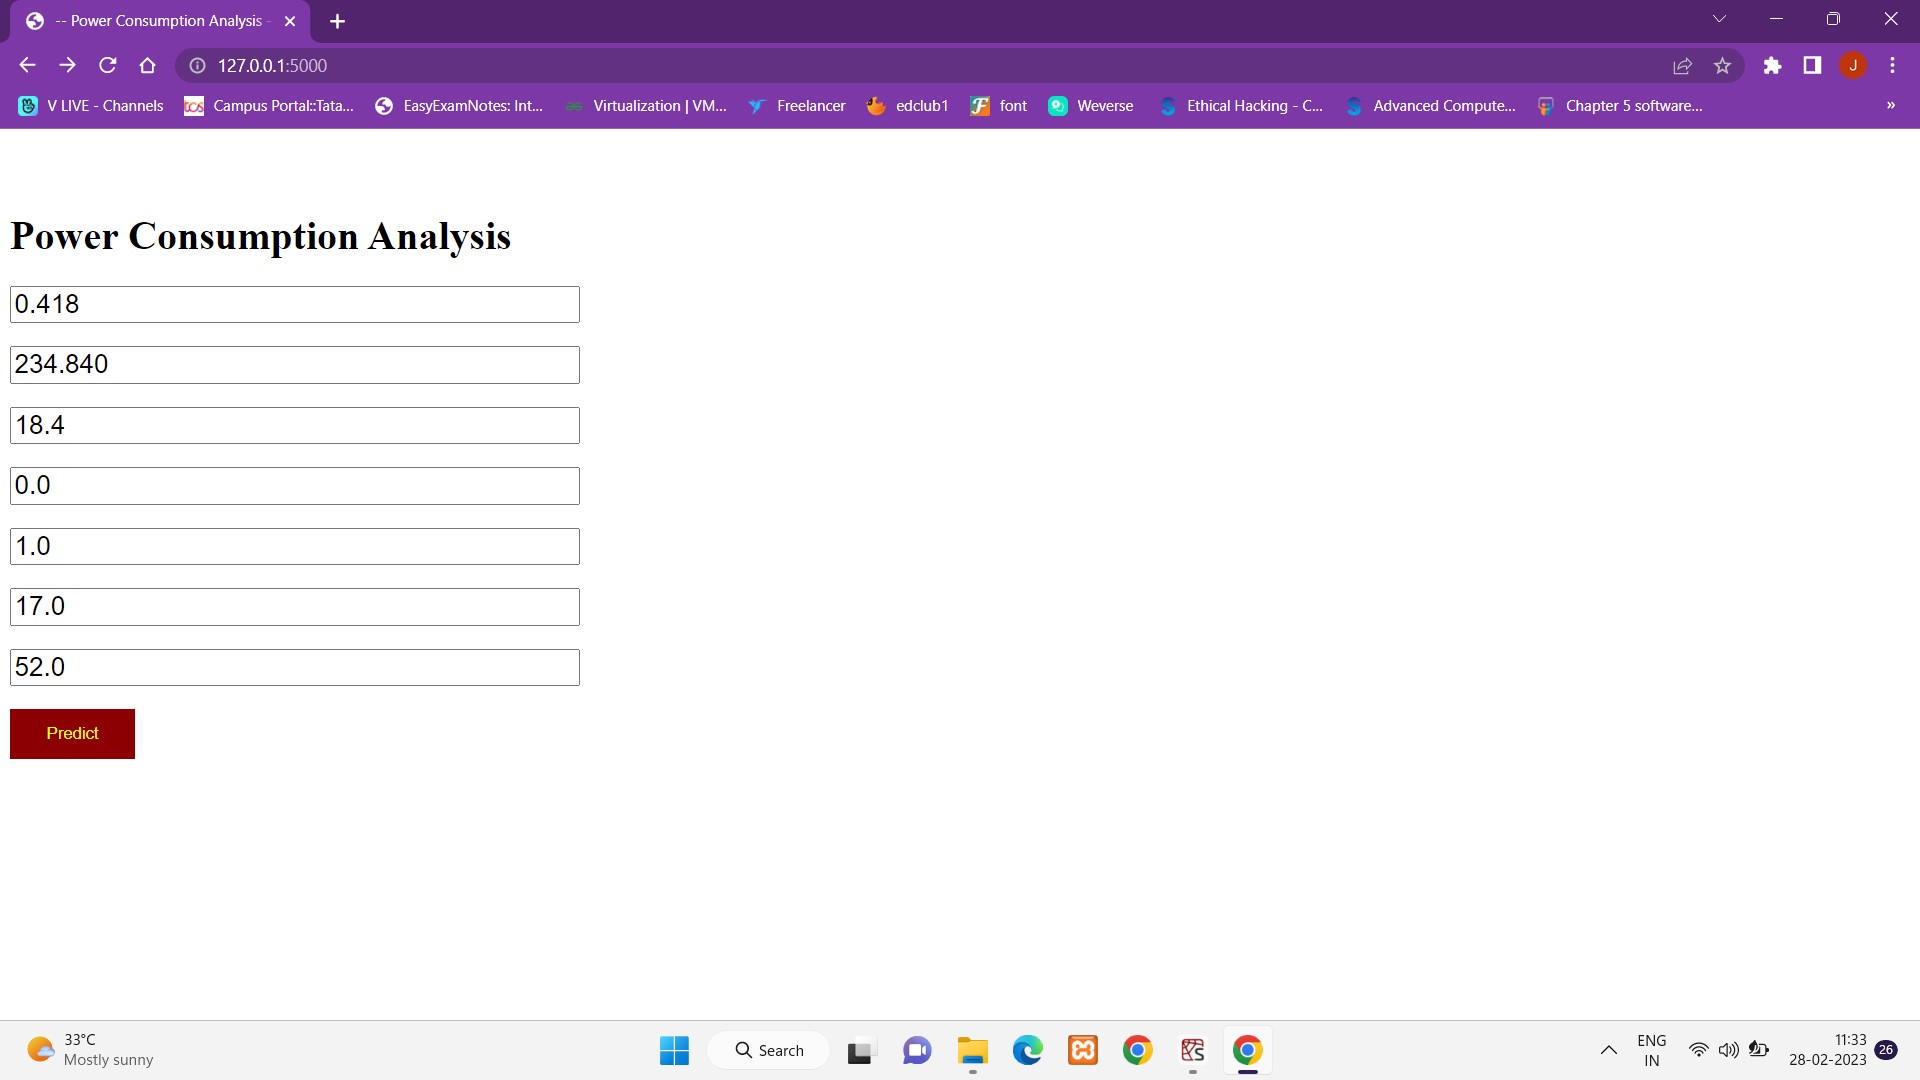 -- Power Consumption Analysis -
127.0.0.1:5000
J
V LIVE - Channels
tcs
Campus Portal::Tata...
EasyExamNotes: Int...
Virtualization | VM...
Freelancer
edclub1
F
font
Weverse
S
Ethical Hacking - C...
S
Advanced Compute...
Chapter 5 software...
»
Power Consumption Analysis
0.418
234.840
18.4
0.0
1.0
17.0
52.0
Predict
33°C
Mostly sunny
Search
ENG
IN
11:33
28-02-2023
26